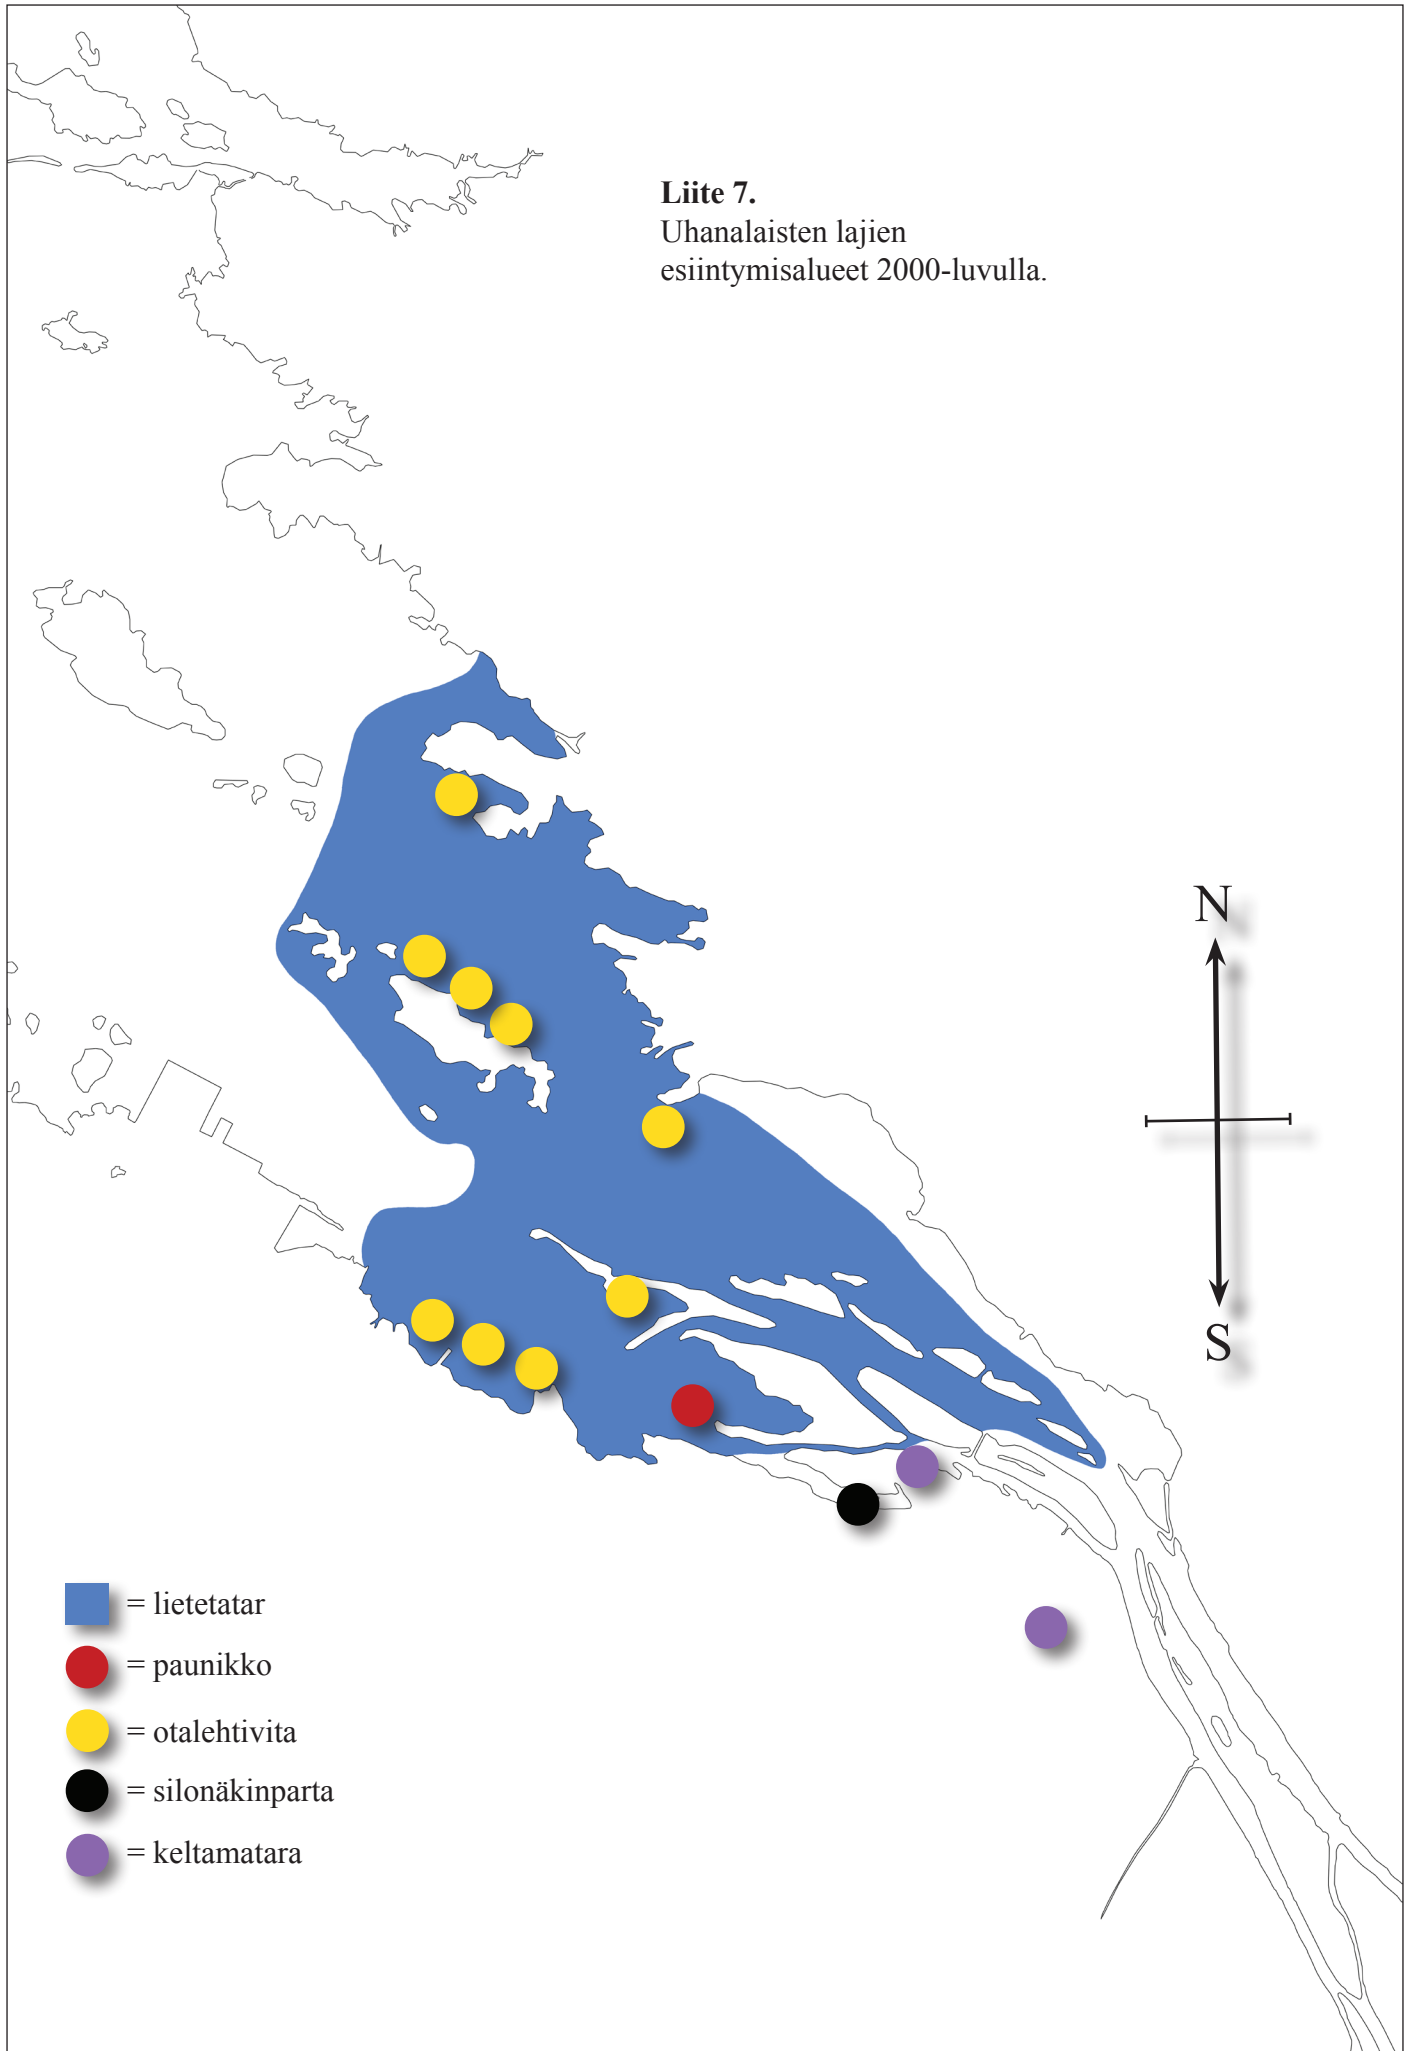 Liite 7.
Uhanalaisten lajien
esiintymisalueet 2000-luvulla.
N
S
= lietetatar
= paunikko
= otalehtivita
= silonäkinparta
= keltamatara